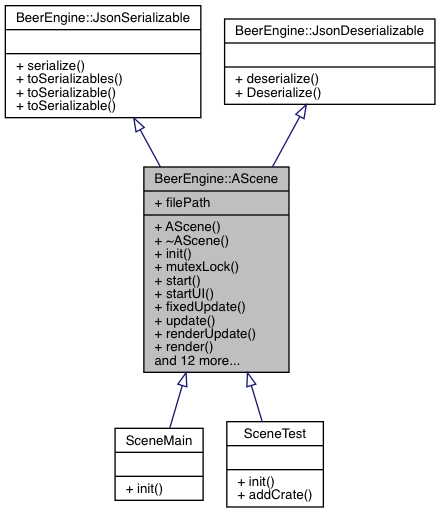 BeerEngine::JsonSerializable
+ serialize()
+ toSerializables()
+ toSerializable()
+ toSerializable()
BeerEngine::JsonDeserializable
+ deserialize()
+ Deserialize()
BeerEngine::AScene
+ filePath
+ AScene()
+ ~AScene()
+ init()
+ mutexLock()
+ start()
+ startUI()
+ fixedUpdate()
+ update()
+ renderUpdate()
+ render()
and 12 more...
SceneMain
+ init()
SceneTest
+ init()
+ addCrate()